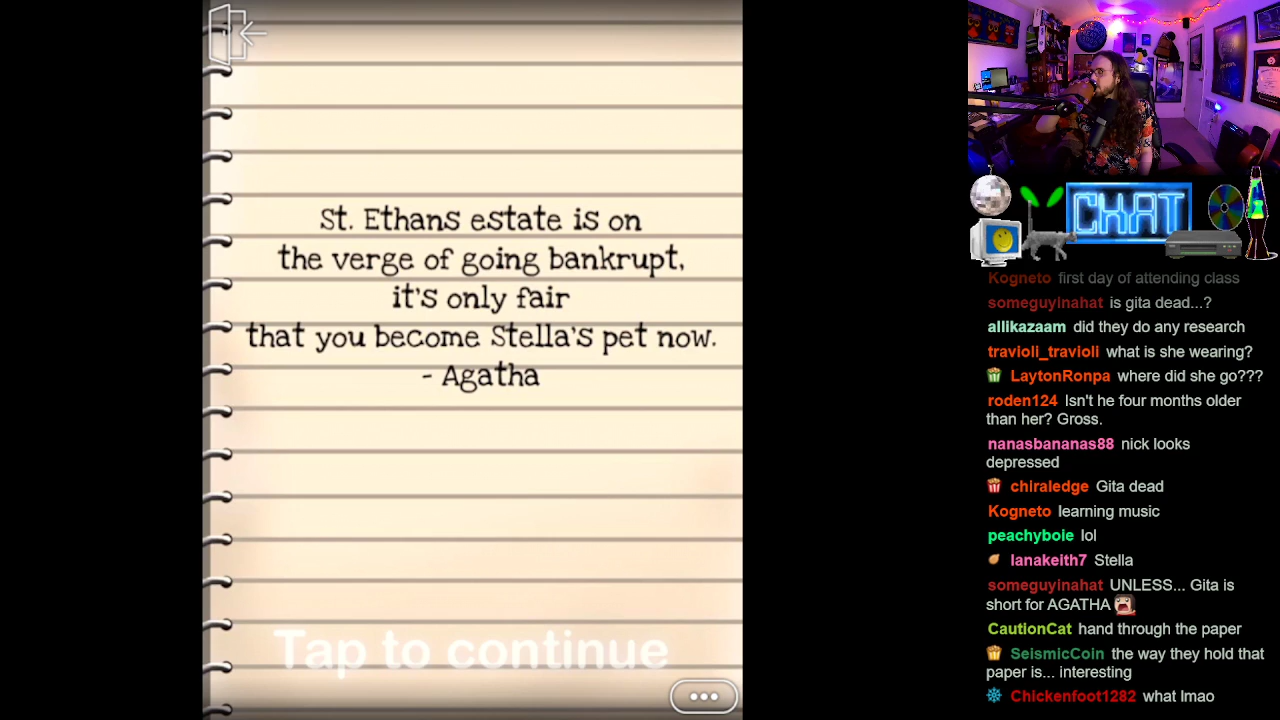 St. Ethans estate is on
the verge of going bankrupt,
it's only fair
that you become Stella's pet now.
- Agatha
Tap to continue
CHAT
Kogneto first day of attending class
someguyinahat is gita dead...?
allikazaam did they do any research
travioli_travioli what is she wearing?
LaytonRonpa where did she go???
roden124 Isn't he four months older
than her? Gross.
nanasbananas88 nick looks
depressed
chiraledge Gita dead
Kogneto learning music
peachyboie lol
lanakeith7 Stella
someguyinahat UNLESS... Gita is
short for AGATHA
CautionCat hand through the paper
SeismicCoin the way they hold that
paper is... interesting
Chickenfoot1282 what lmao